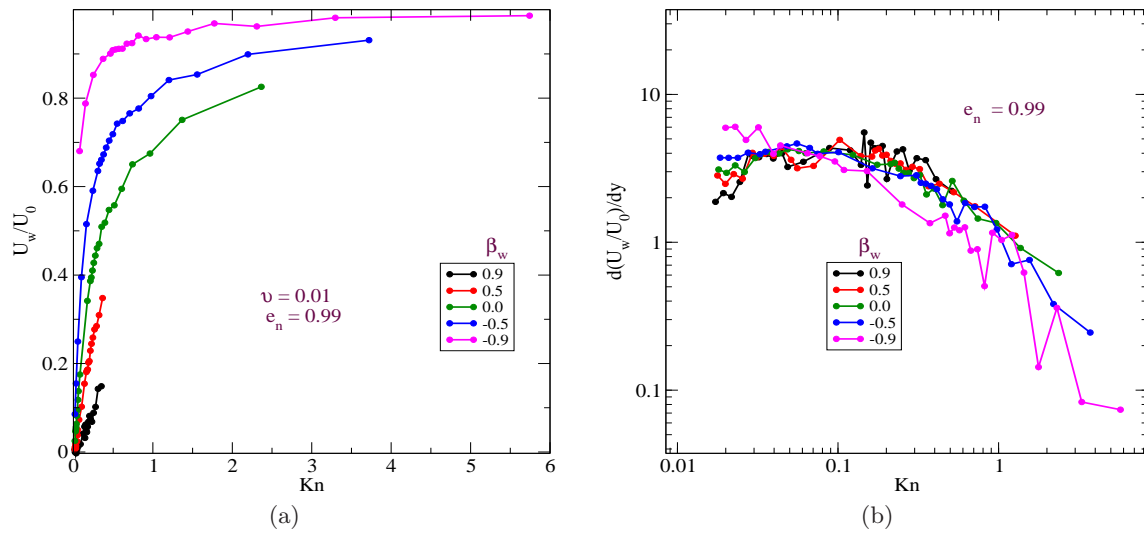 U_w/U_0
0.8
0.6
0.4
0.2
0
0 1 2 3 4 5 6
Kn
β_w
0.9
0.5
0.0
-0.5
-0.9
υ = 0.01
e_n = 0.99
(a)
d(U_w/U_0)/dy
10
1
0.1
0.01 0.1 1
Kn
e_n = 0.99
β_w
0.9
0.5
0.0
-0.5
-0.9
(b)